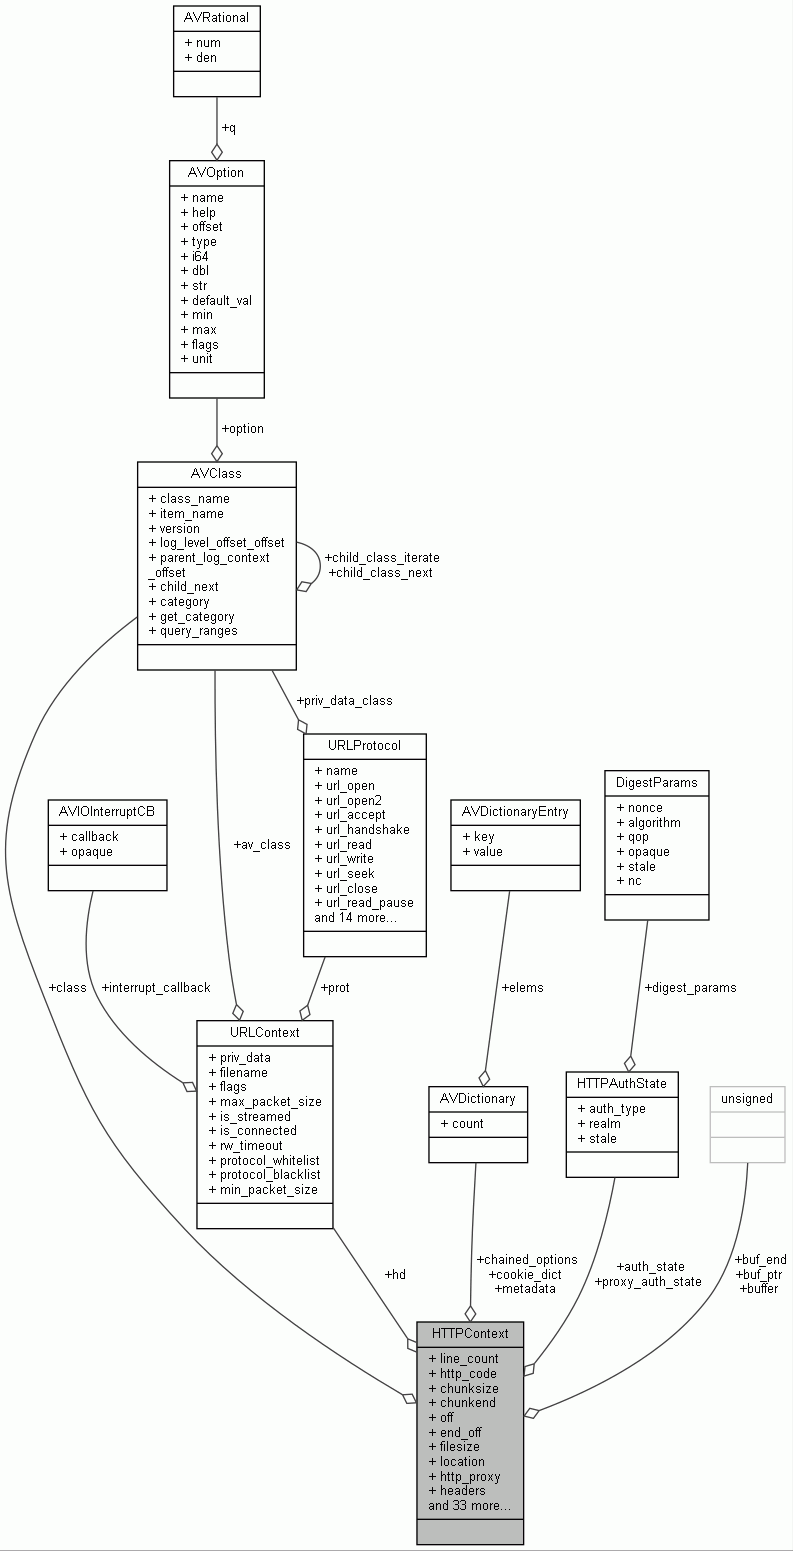 AVRational
+ num
+ den
+q
AVOption
+ name
+ help
+ offset
+ type
+ i64
+ dbl
+ str
+ default_val
+ min
+ max
+ flags
+ unit
+option
AVClass
+ class_name
+ item_name
+ version
+ log_level_offset_offset
+ parent_log_context
_offset
+ child_next
+ category
+ get_category
+ query_ranges
+child_class_iterate
+child_class_next
+priv_data_class
URLProtocol
+ name
+ url_open
+ url_open2
+ url_accept
+ url_handshake
+ url_read
+ url_write
+ url_seek
+ url_close
+ url_read_pause
and 14 more...
AVIOInterruptCB
+ callback
+ opaque
+av_class
AVDictionaryEntry
+ key
+ value
DigestParams
+ nonce
+ algorithm
+ qop
+ opaque
+ stale
+ nc
+class
+interrupt_callback
+prot
+elems
+digest_params
URLContext
+ priv_data
+ filename
+ flags
+ max_packet_size
+ is_streamed
+ is_connected
+ rw_timeout
+ protocol_whitelist
+ protocol_blacklist
+ min_packet_size
AVDictionary
+ count
HTTPAuthState
+ auth_type
+ realm
+ stale
unsigned
+hd
+chained_options
+cookie_dict
+metadata
+auth_state
+proxy_auth_state
+buf_end
+buf_ptr
+buffer
HTTPContext
+ line_count
+ http_code
+ chunksize
+ chunkend
+ off
+ end_off
+ filesize
+ location
+ http_proxy
+ headers
and 33 more...